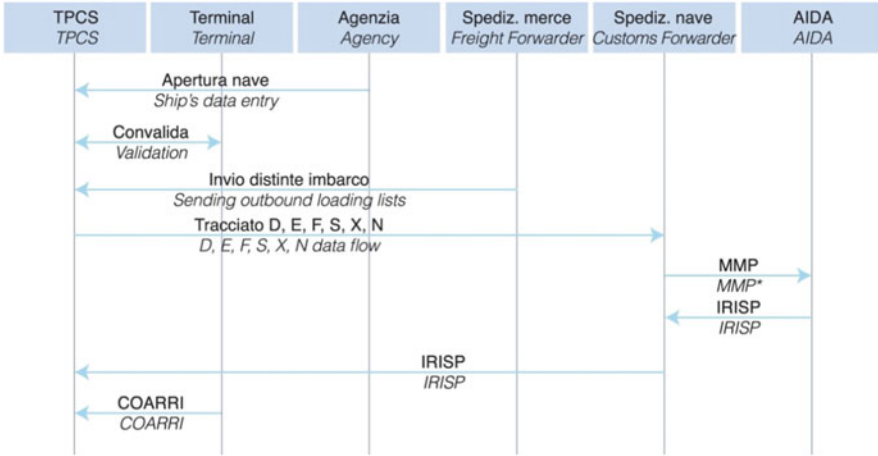 TPCS
TPCS
Terminal
Terminal
Agenzia
Agency
Spediz. merce
Freight Forwarder
Spediz. nave
Customs Forwarder
AIDA
AIDA
Apertura nave
Ship's data entry
Convalida
Validation
Invio distinte imbarco
Sending outbound loading lists
Tracciato D, E, F, S, X, N
D, E, F, S, X, N data flow
MMP
MMP*
IRISP
IRISP
IRISP
IRISP
COARRI
COARRI